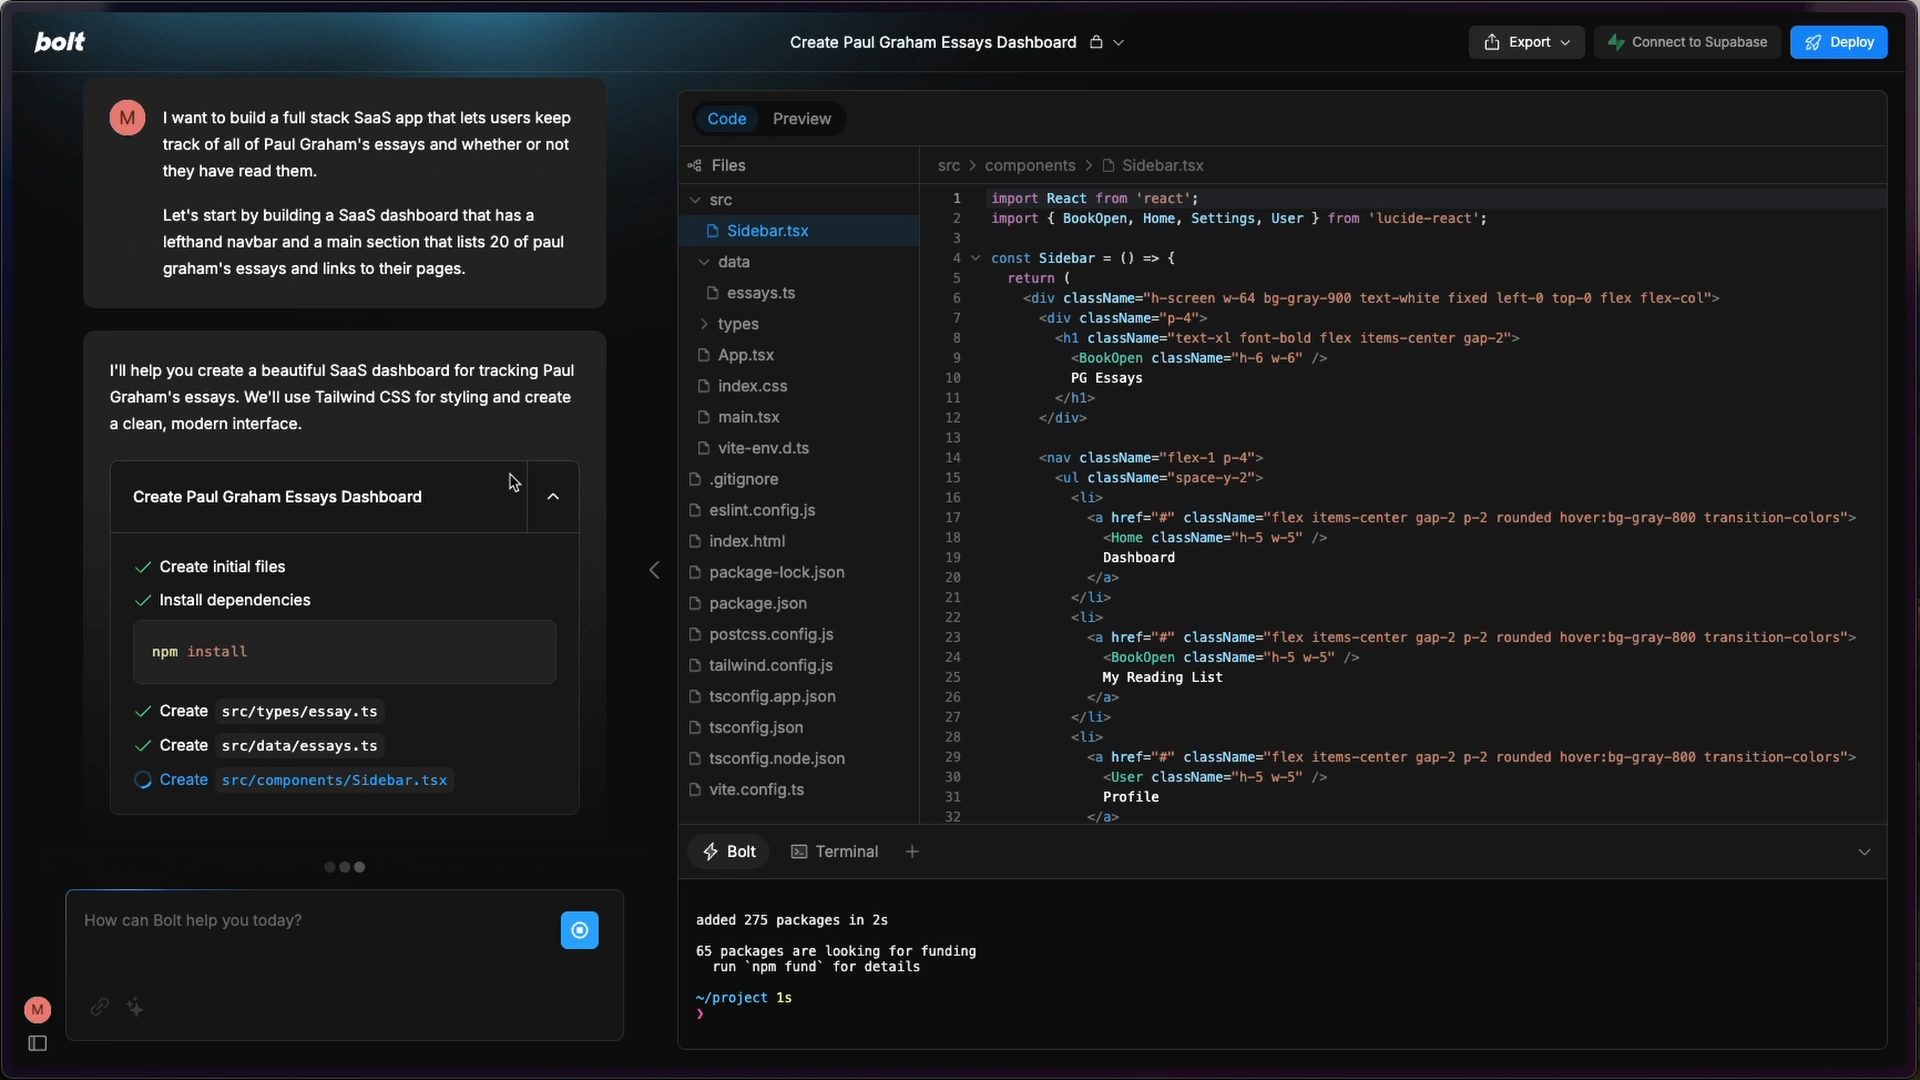 bolt
Create Paul Graham Essays Dashboard
Export
Connect to Supabase
Deploy
M
I want to build a full stack SaaS app that lets users keep
track of all of Paul Graham's essays and whether or not
they have read them.
Let's start by building a SaaS dashboard that has a
lefthand navbar and a main section that lists 20 of paul
graham's essays and links to their pages.
I'll help you create a beautiful SaaS dashboard for tracking Paul
Graham's essays. We'll use Tailwind CSS for styling and create
a clean, modern interface.
Create Paul Graham Essays Dashboard
Create initial files
Install dependencies
npm install
Create src/types/essay.ts
Create src/data/essays.ts
Create src/components/Sidebar.tsx
How can Bolt help you today?
M
Code
Preview
Files
src
Sidebar.tsx
data
essays.ts
types
App.tsx
index.css
main.tsx
vite-env.d.ts
.gitignore
eslint.config.js
index.html
package-lock.json
package.json
postcss.config.js
tailwind.config.js
tsconfig.app.json
tsconfig.json
tsconfig.node.json
vite.config.ts
src > components > Sidebar.tsx
1 import React from 'react';
2 import { BookOpen, Home, Settings, User } from 'lucide-react';
3
4 const Sidebar = () => {
5 return (
6 <div className="h-screen w-64 bg-gray-900 text-white fixed left-0 top-0 flex flex-col">
7 <div className="p-4">
8 <h1 className="text-xl font-bold flex items-center gap-2">
9 <BookOpen className="h-6 w-6" />
10 PG Essays
11 </h1>
12 </div>
13
14 <nav className="flex-1 p-4">
15 <ul className="space-y-2">
16 <li>
17 <a href="#" className="flex items-center gap-2 p-2 rounded hover:bg-gray-800 transition-colors">
18 <Home className="h-5 w-5" />
19 Dashboard
20 </a>
21 </li>
22 <li>
23 <a href="#" className="flex items-center gap-2 p-2 rounded hover:bg-gray-800 transition-colors">
24 <BookOpen className="h-5 w-5" />
25 My Reading List
26 </a>
27 </li>
28 <li>
29 <a href="#" className="flex items-center gap-2 p-2 rounded hover:bg-gray-800 transition-colors">
30 <User className="h-5 w-5" />
31 Profile
32 </a>
Bolt
Terminal
added 275 packages in 2s
65 packages are looking for funding
run `npm fund` for details
~/project 1s
❯